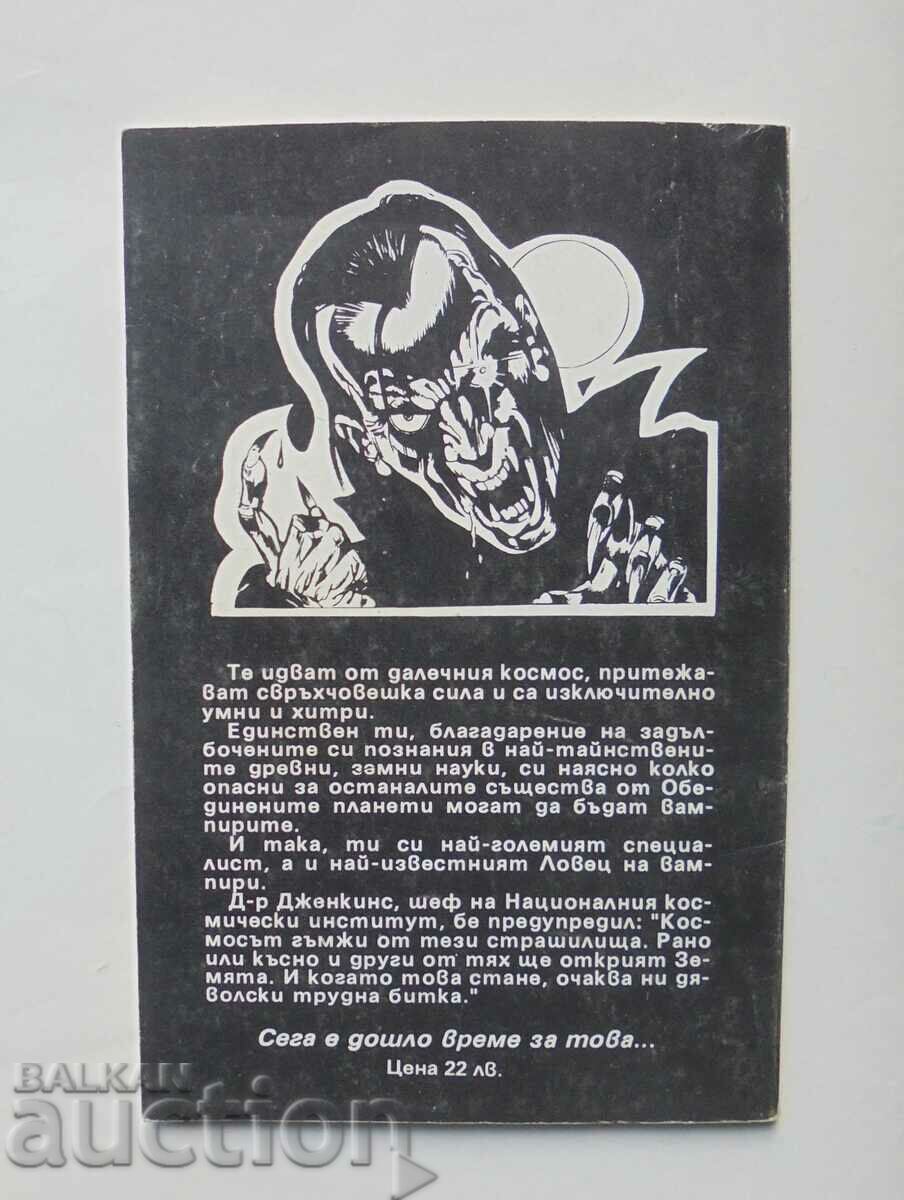 Те идват от далечния космос, притежа-
ват свръхчовешка сила и са изключително
умни и хитри.
Единствен ти, благадарение на задъл-
бочените си познания в най-тайнствени-
те древни, земни науки, си наясно колко
опасни за останалите същества от Обе-
динените планети могат да бъдат вам-
пирите.
И така, ти си най-големият специа-
лист, а и най-известният Ловец на вам-
пири.
Д-р Дженкинс, шеф на Националния кос-
мически институт, бе предупредил: "Кос-
мосът гъмжи от тези страшилища. Рано
или късно и други от тях ще открият Зе-
мята. И когато това стане, очаква ни дя-
волски трудна битка."
Сега е дошло време за това...
Цена 22 лв.
BALKAN
auction